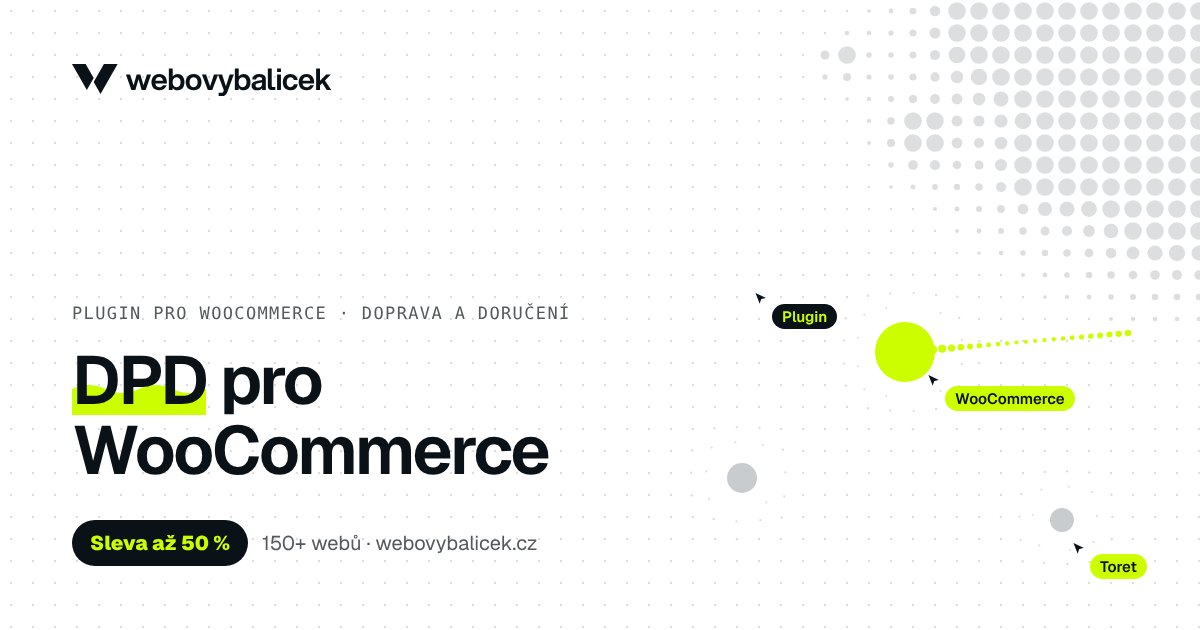 webovybalicek
PLUGIN PRO WOOCOMMERCE · DOPRAVA A DORUČENÍ
DPD pro
WooCommerce
Sleva až 50 %
150+ webů · webovybalicek.cz
Plugin
WooCommerce
Toret